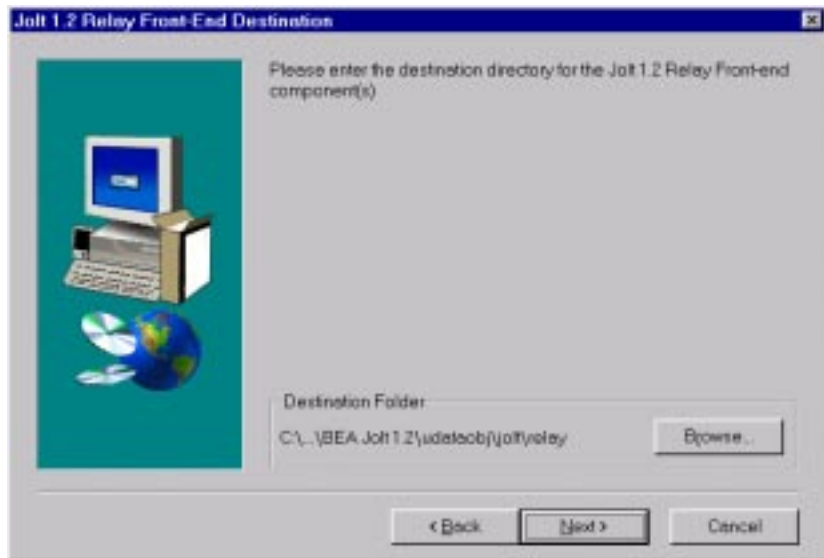 Jolt 1.2 Relay Front-End Destination
Please enter the destination directory for the Jolt 1.2 Relay Front-end
component(s)
Destination Folder
C:\...\BEA Jolt 1.2\udataobj\jolt\relay
Browse...
< Back
Next >
Cancel